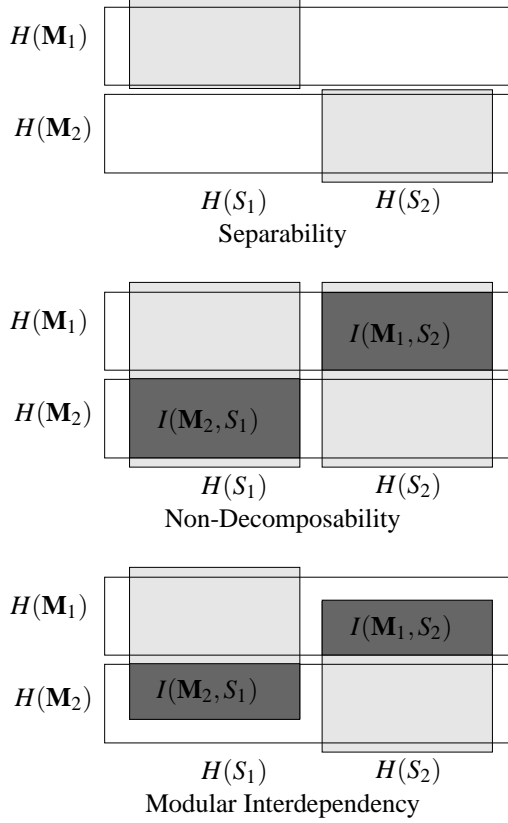 H(M₁)
H(M₂)
H(S₁) H(S₂)
Separability
H(M₁) I(M₁,S₂)
H(M₂) I(M₂,S₁)
H(S₁) H(S₂)
Non-Decomposability
H(M₁) I(M₁,S₂)
H(M₂) I(M₂,S₁)
H(S₁) H(S₂)
Modular Interdependency